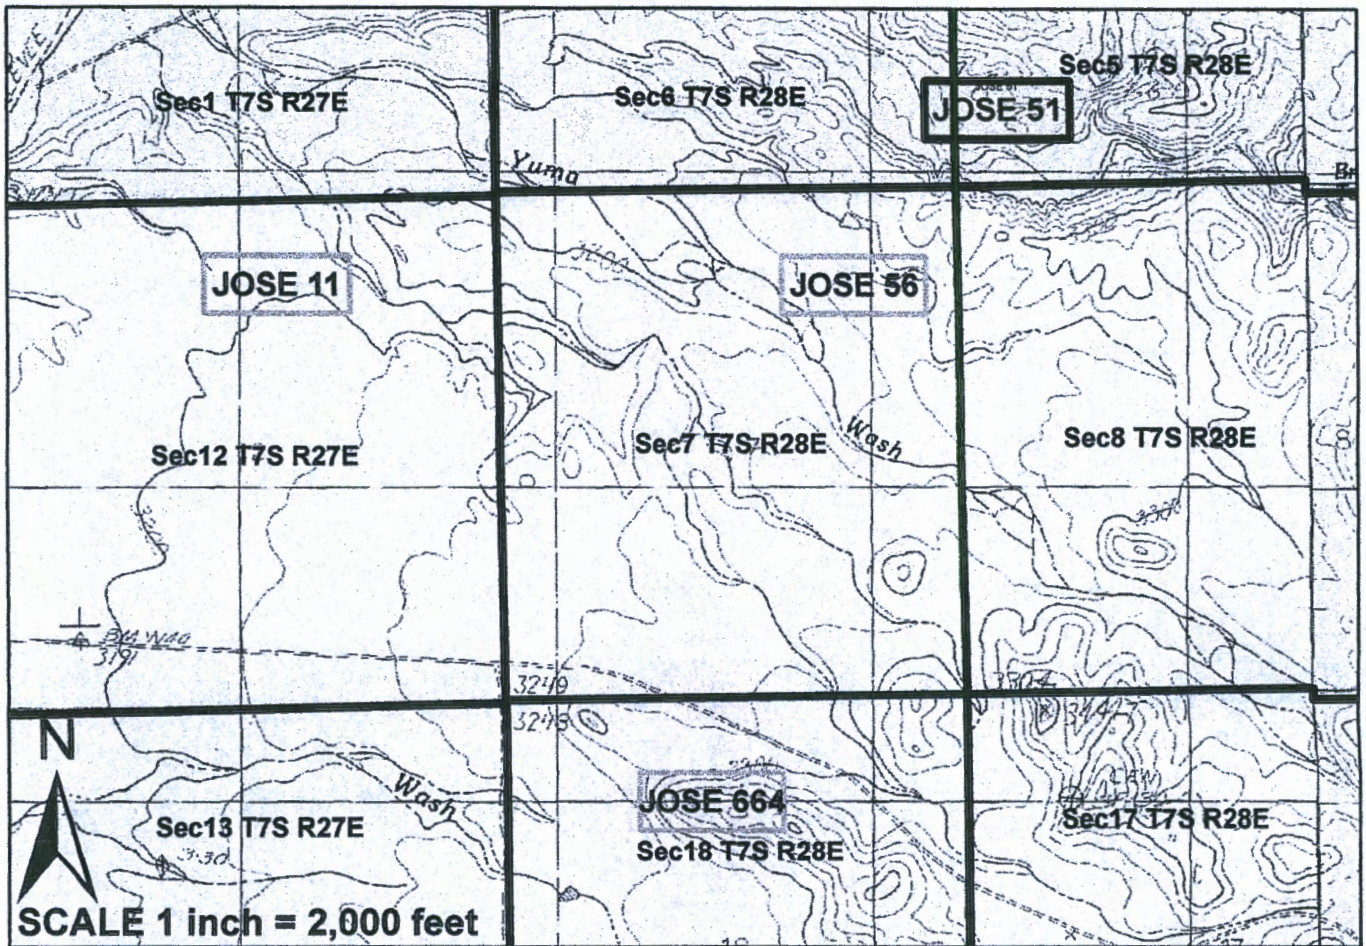 Sec5 T7S R28E
Sec1 T7S R27E
Sec6 T7S R28E
JOSE 51
Yuma
JOSE 11
3400
JOSE 56
Wash
Sec12 T7S R27E
Sec7 T7S R28E
Sec8 T7S R28E
3249
3248
Wash
JOSE 664
Sec13 T7S R27E
Sec17 T7S R28E
Sec18 T7S R28E
N
SCALE 1 inch = 2,000 feet